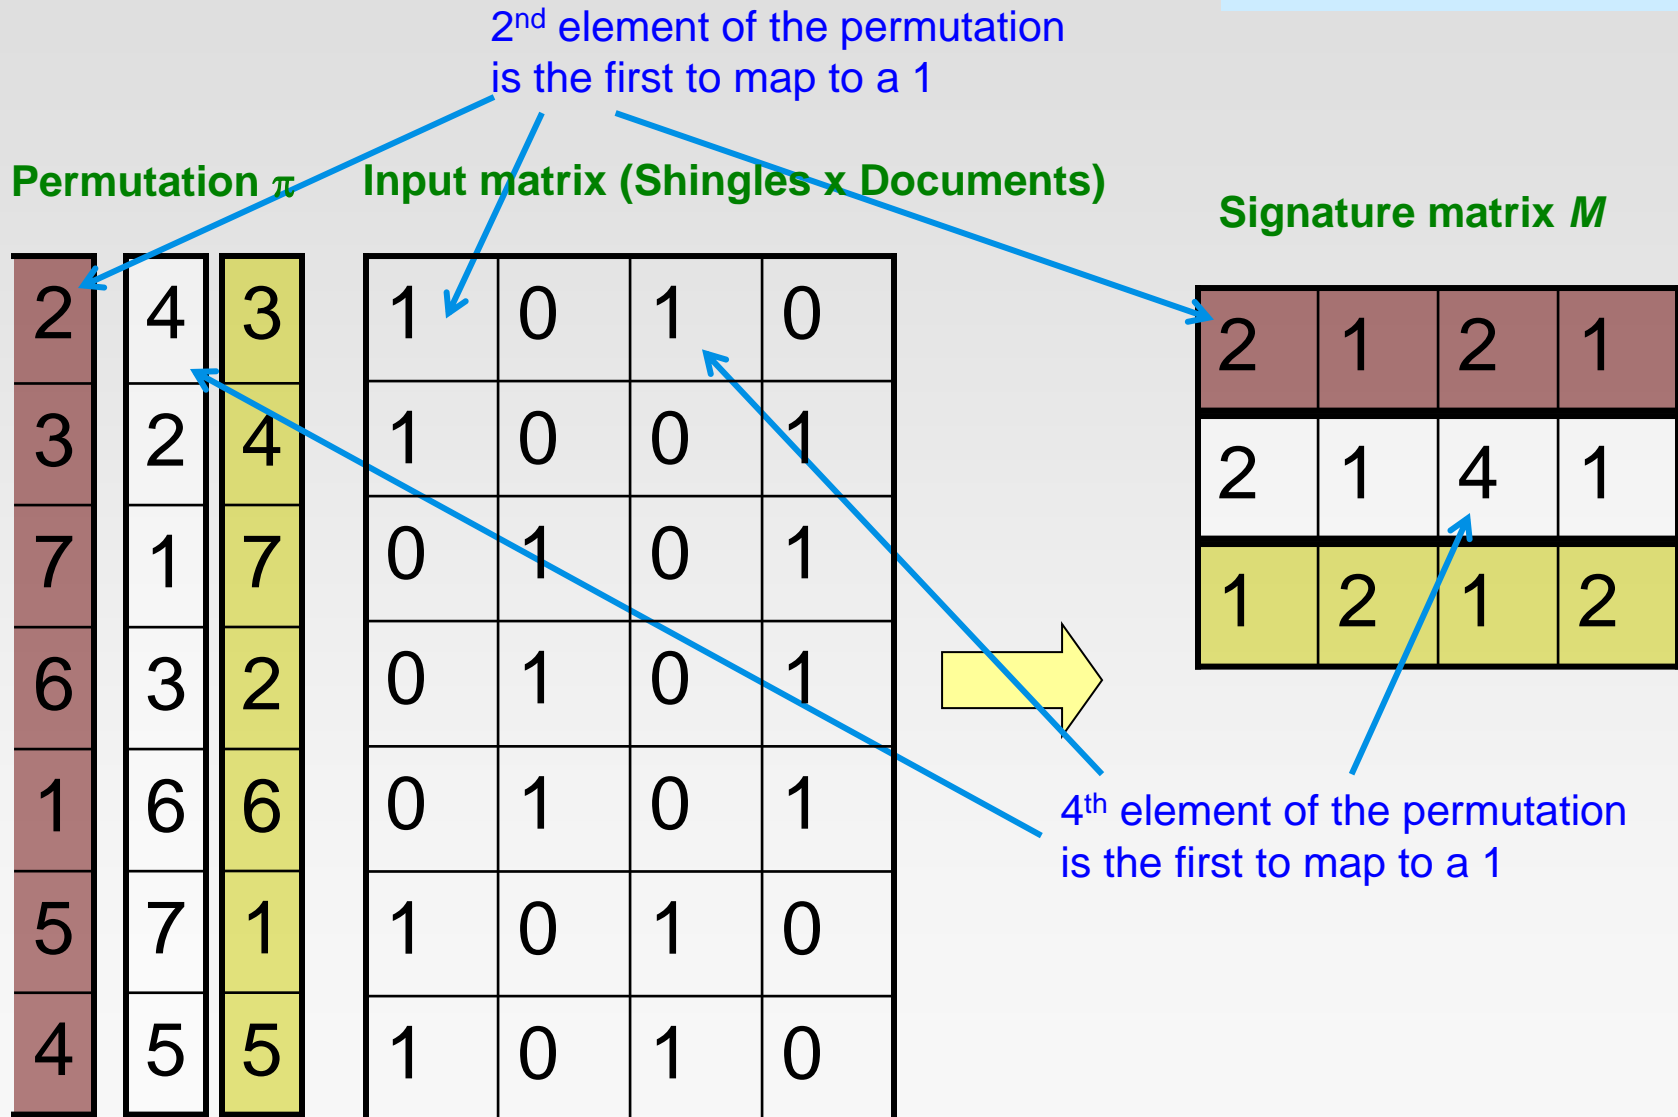 2nd element of the permutation
is the first to map to a 1
Permutation π Input matrix (Shingles x Documents)
Signature matrix M
2 4 3 1 0 1 0
3 2 4 1 0 0 1
7 1 7 0 1 0 1
6 3 2 0 1 0 1
1 6 6 0 1 0 1
5 7 1 1 0 1 0
4 5 5 1 0 1 0
2 1 2 1
2 1 4 1
1 2 1 2
4th element of the permutation
is the first to map to a 1